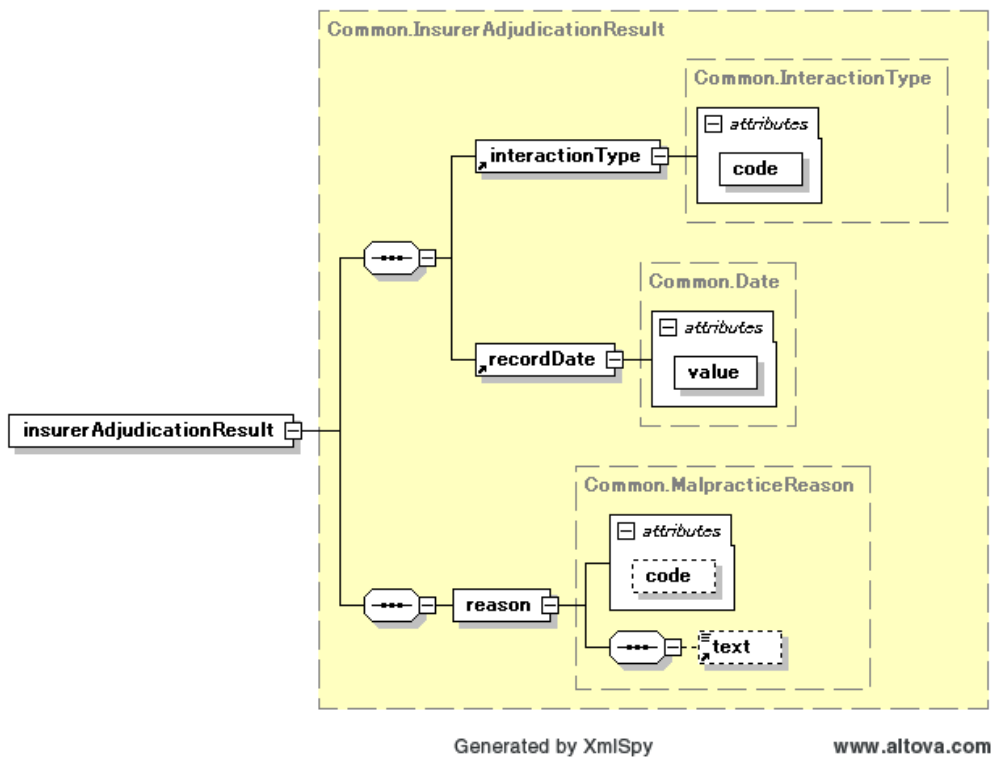 Common.InsurerAdjudicationResult
Common.InteractionType
attributes
interactionType
code
Common.Date
attributes
recordDate
value
insurerAdjudicationResult
Common.MalpracticeReason
attributes
code
reason
text
Generated by XmlSpy
www.altova.com